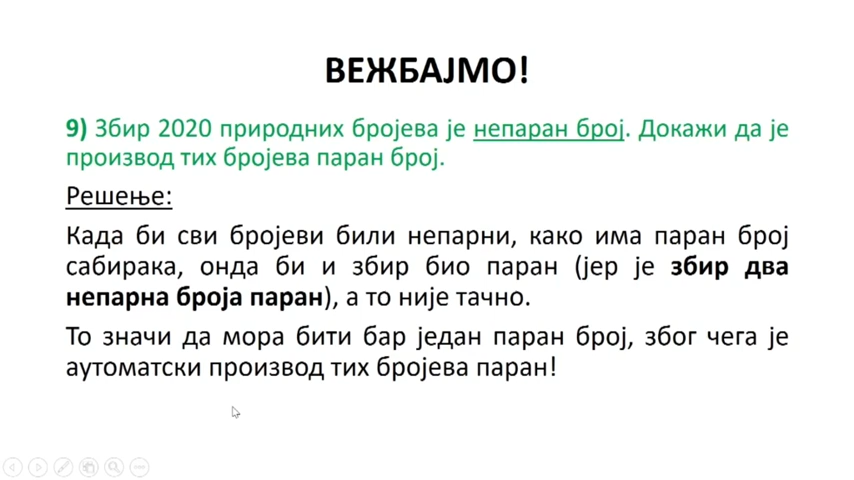 ВЕЖБАЈМО!
9) Збир 2020 природних бројева је непаран број. Докажи да је
производ тих бројева паран број.
Решење:
Када би сви бројеви били непарни, како има паран број
сабирака, онда би и збир био паран (јер је збир два
непарна броја паран), а то није тачно.
То значи да мора бити бар један паран број, због чега је
аутоматски производ тих бројева паран!